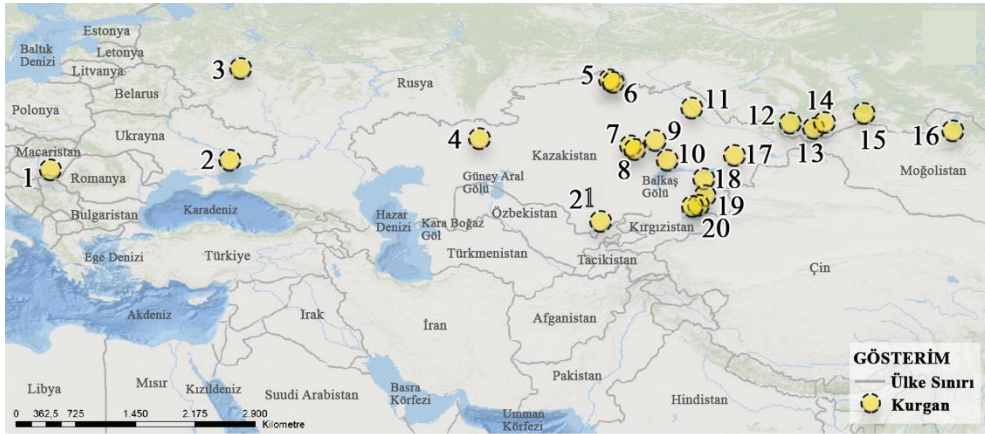 Estonya
Baltık
Denizi
Letonya
Litvanya
Belarus
Polonya
Ukrayna
Macaristan
Romanya
Bulgaristan
Karadeniz
Ege Denizi
Türkiye
Akdeniz
Irak
Libya
Mısır
Kızıldeniz
Suudi Arabistan
Rusya
Kazakistan
Güney Aral
Gölü
Hazar
Denizi
Kara Boğaz
Göl
Özbekistan
Türkmenistan
Balkaş
Gölü
Kırgızistan
Tacikistan
İran
Afganistan
Pakistan
Basra
Körfezi
Umman
Körfezi
Hindistan
Çin
Moğolistan
1
2
3
4
5
6
7
8
9
10
11
12
13
14
15
16
17
18
19
20
21
GÖSTERİM
Ülke Sınırı
Kurgan
0 362,5 725 1.450 2.175 2.900
Kilometre